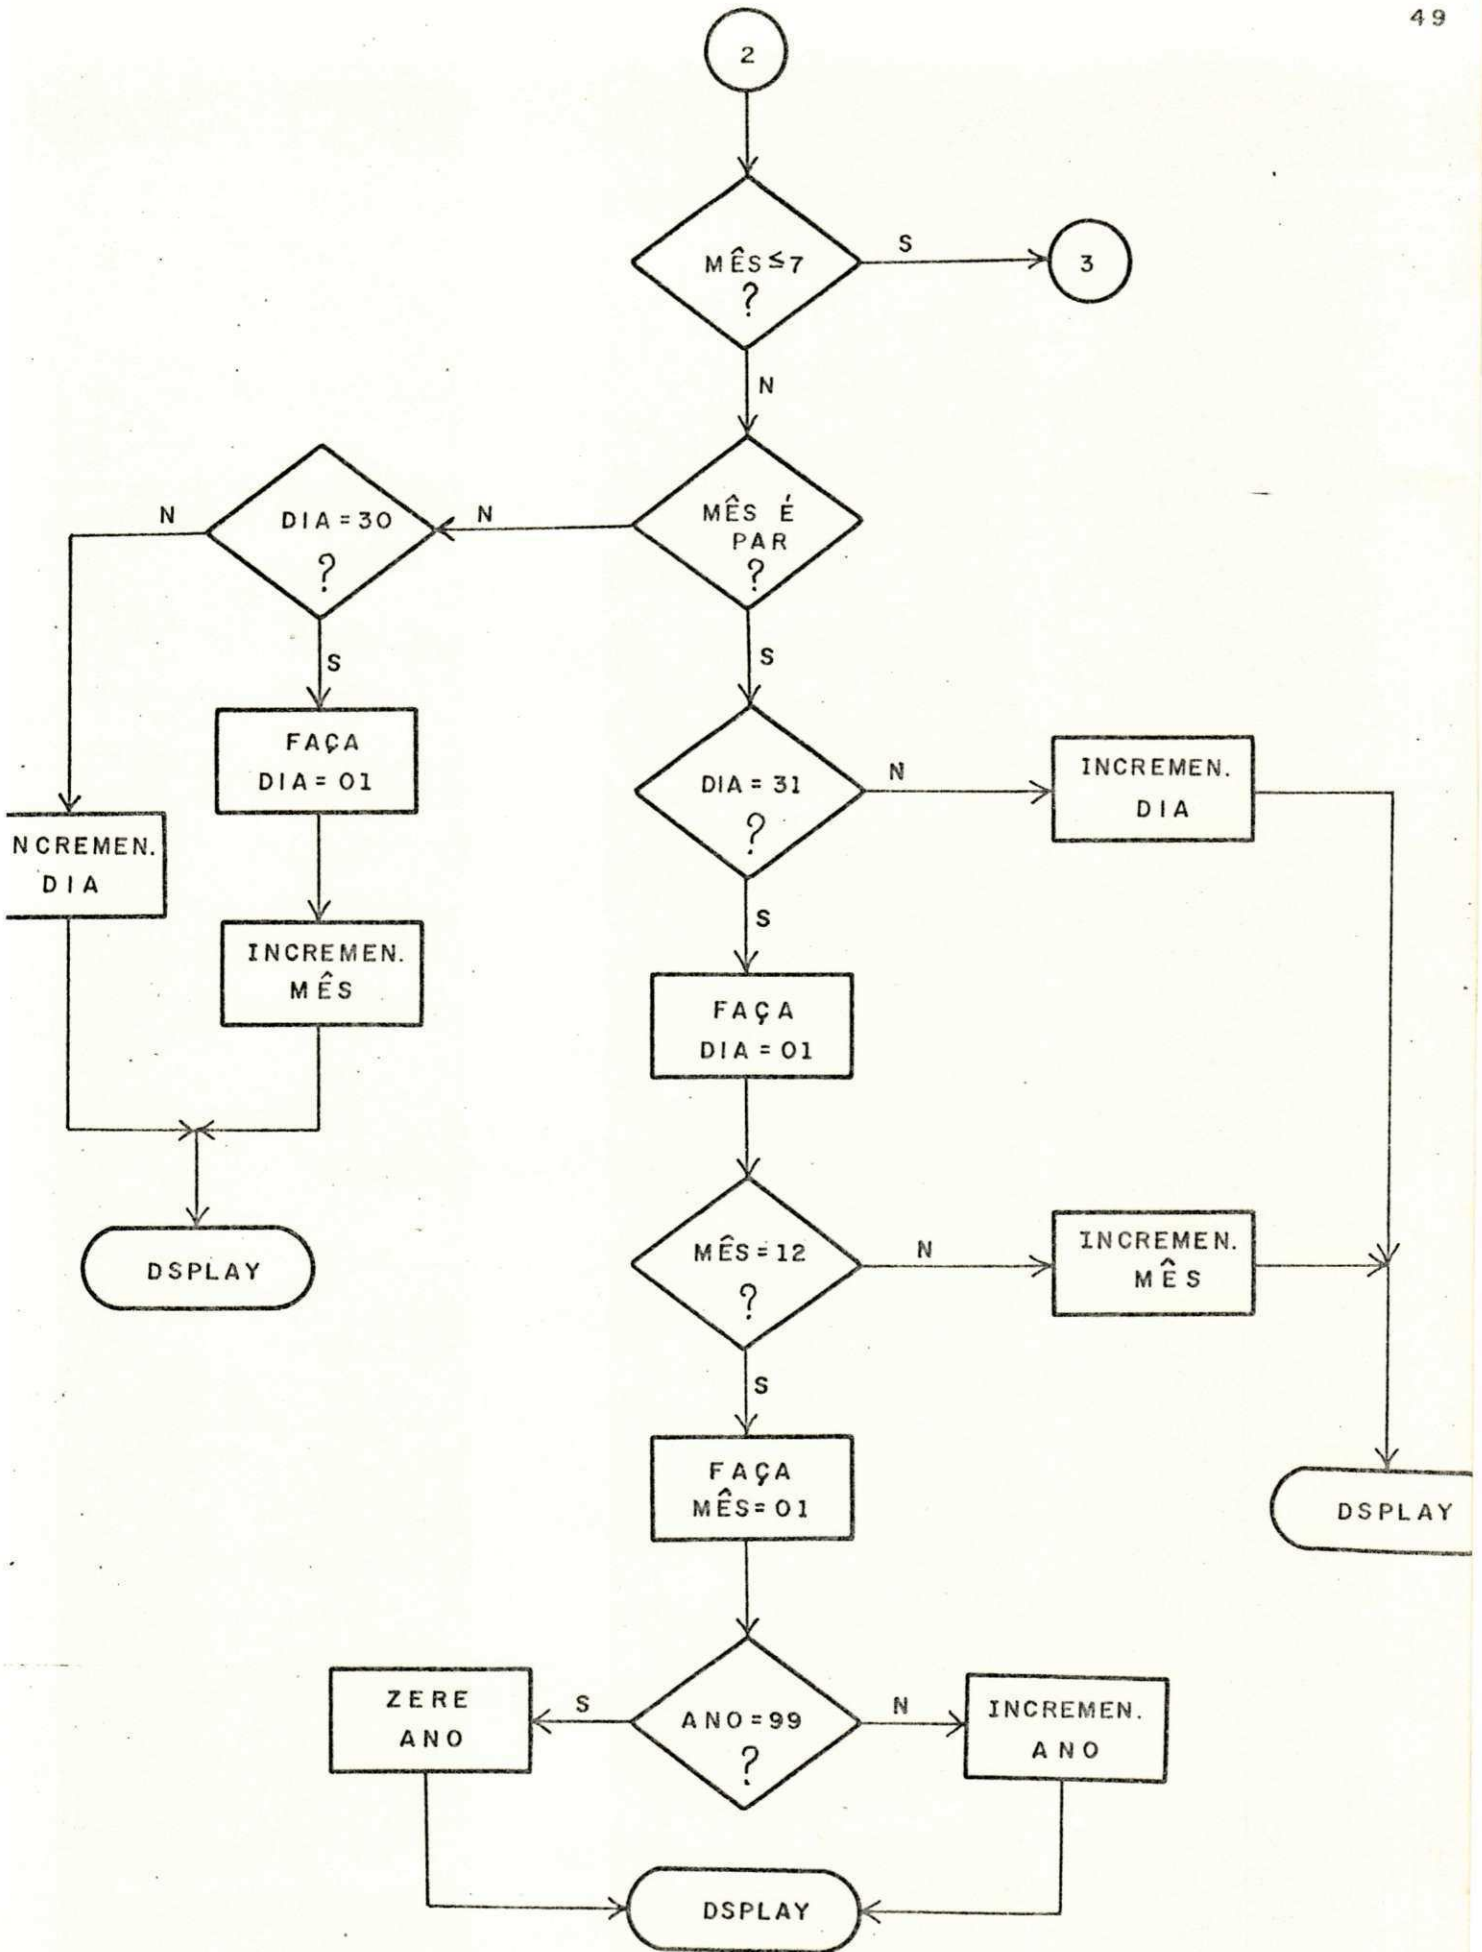 49
2
MÊS≤7
?
S
3
N
MÊS É
PAR
?
N
DIA=30
?
N
S
S
FAÇA
DIA=01
DIA=31
?
N
INCREMEN.
DIA
NCREMEN.
DIA
S
INCREMEN.
MÊS
FAÇA
DIA=01
DSPLAY
MÊS=12
?
N
INCREMEN.
MÊS
S
FAÇA
MÊS=01
DSPLAY
ZERE
ANO
S
ANO=99
?
N
INCREMEN.
ANO
DSPLAY